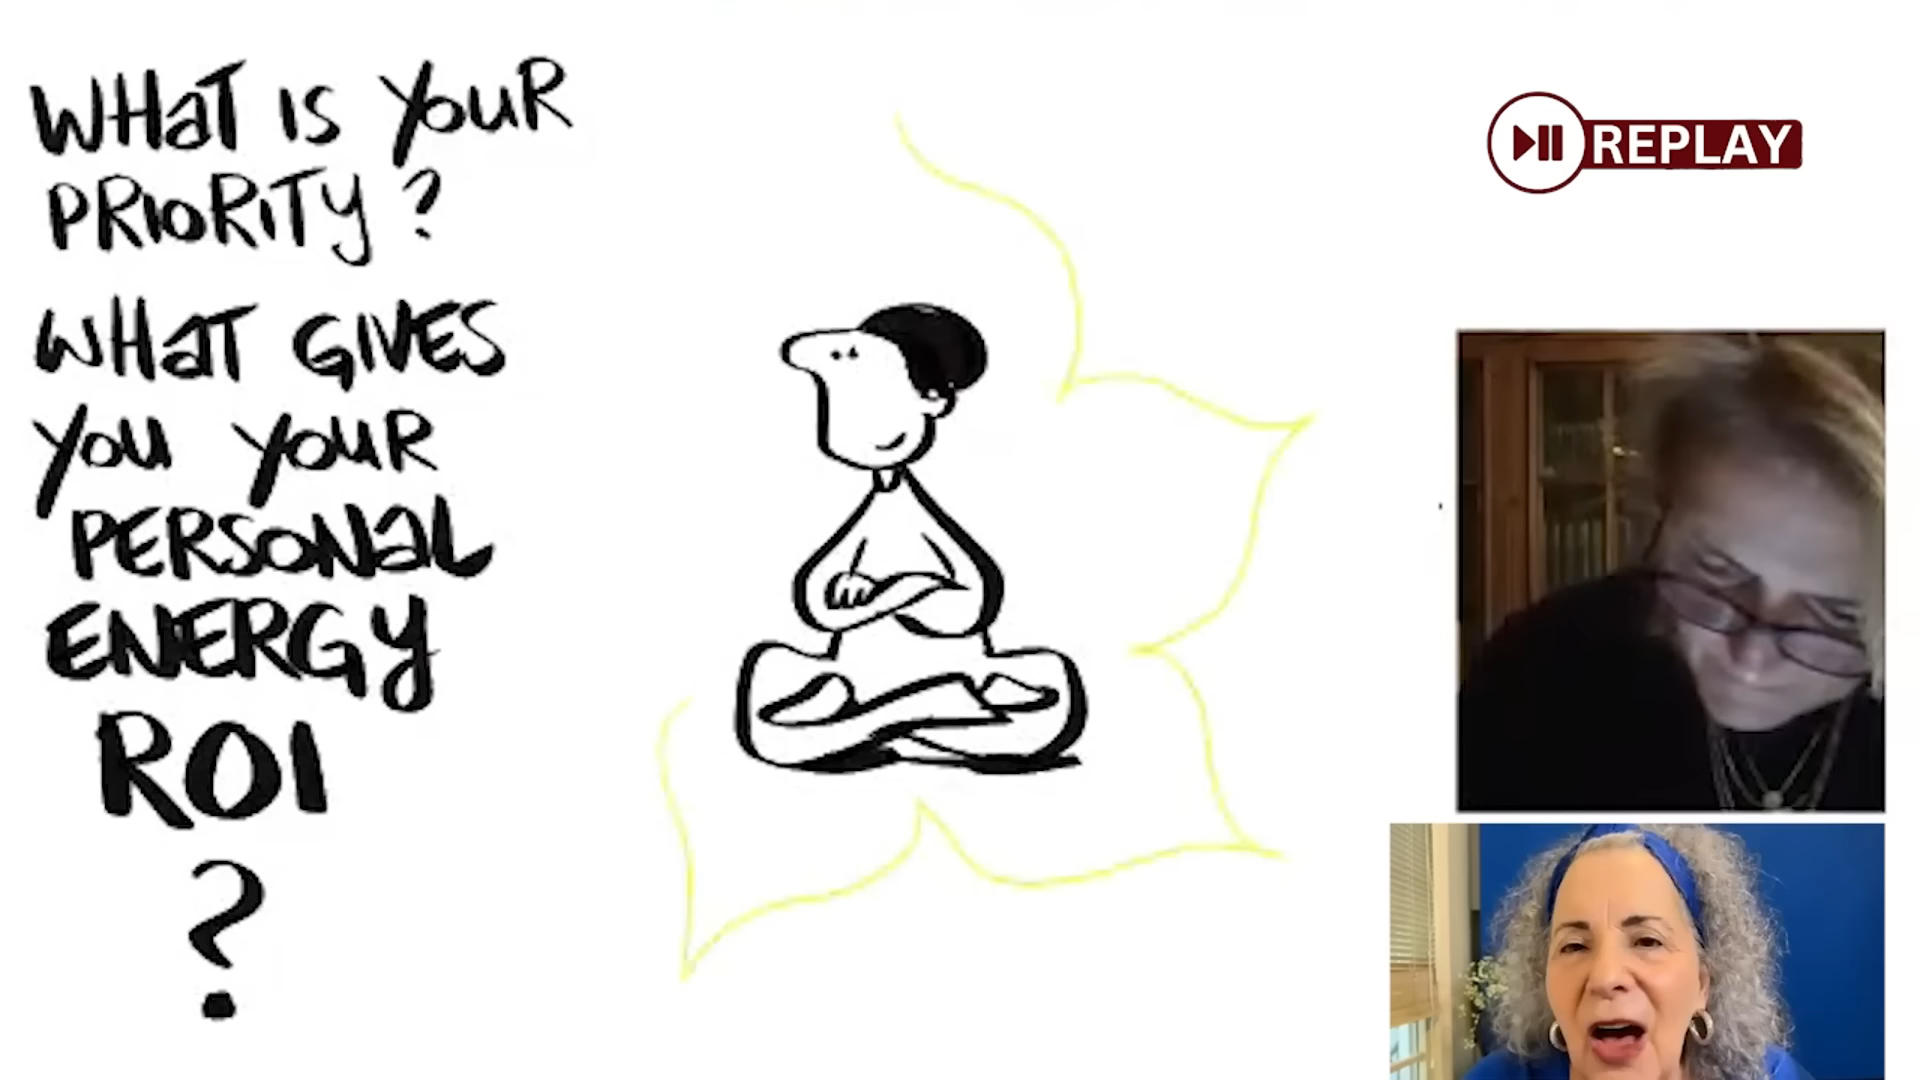 WHAT IS YOUR
PRIORITY?
WHAT GIVES
YOU YOUR
PERSONAL
ENERGY
ROI
?
REPLAY